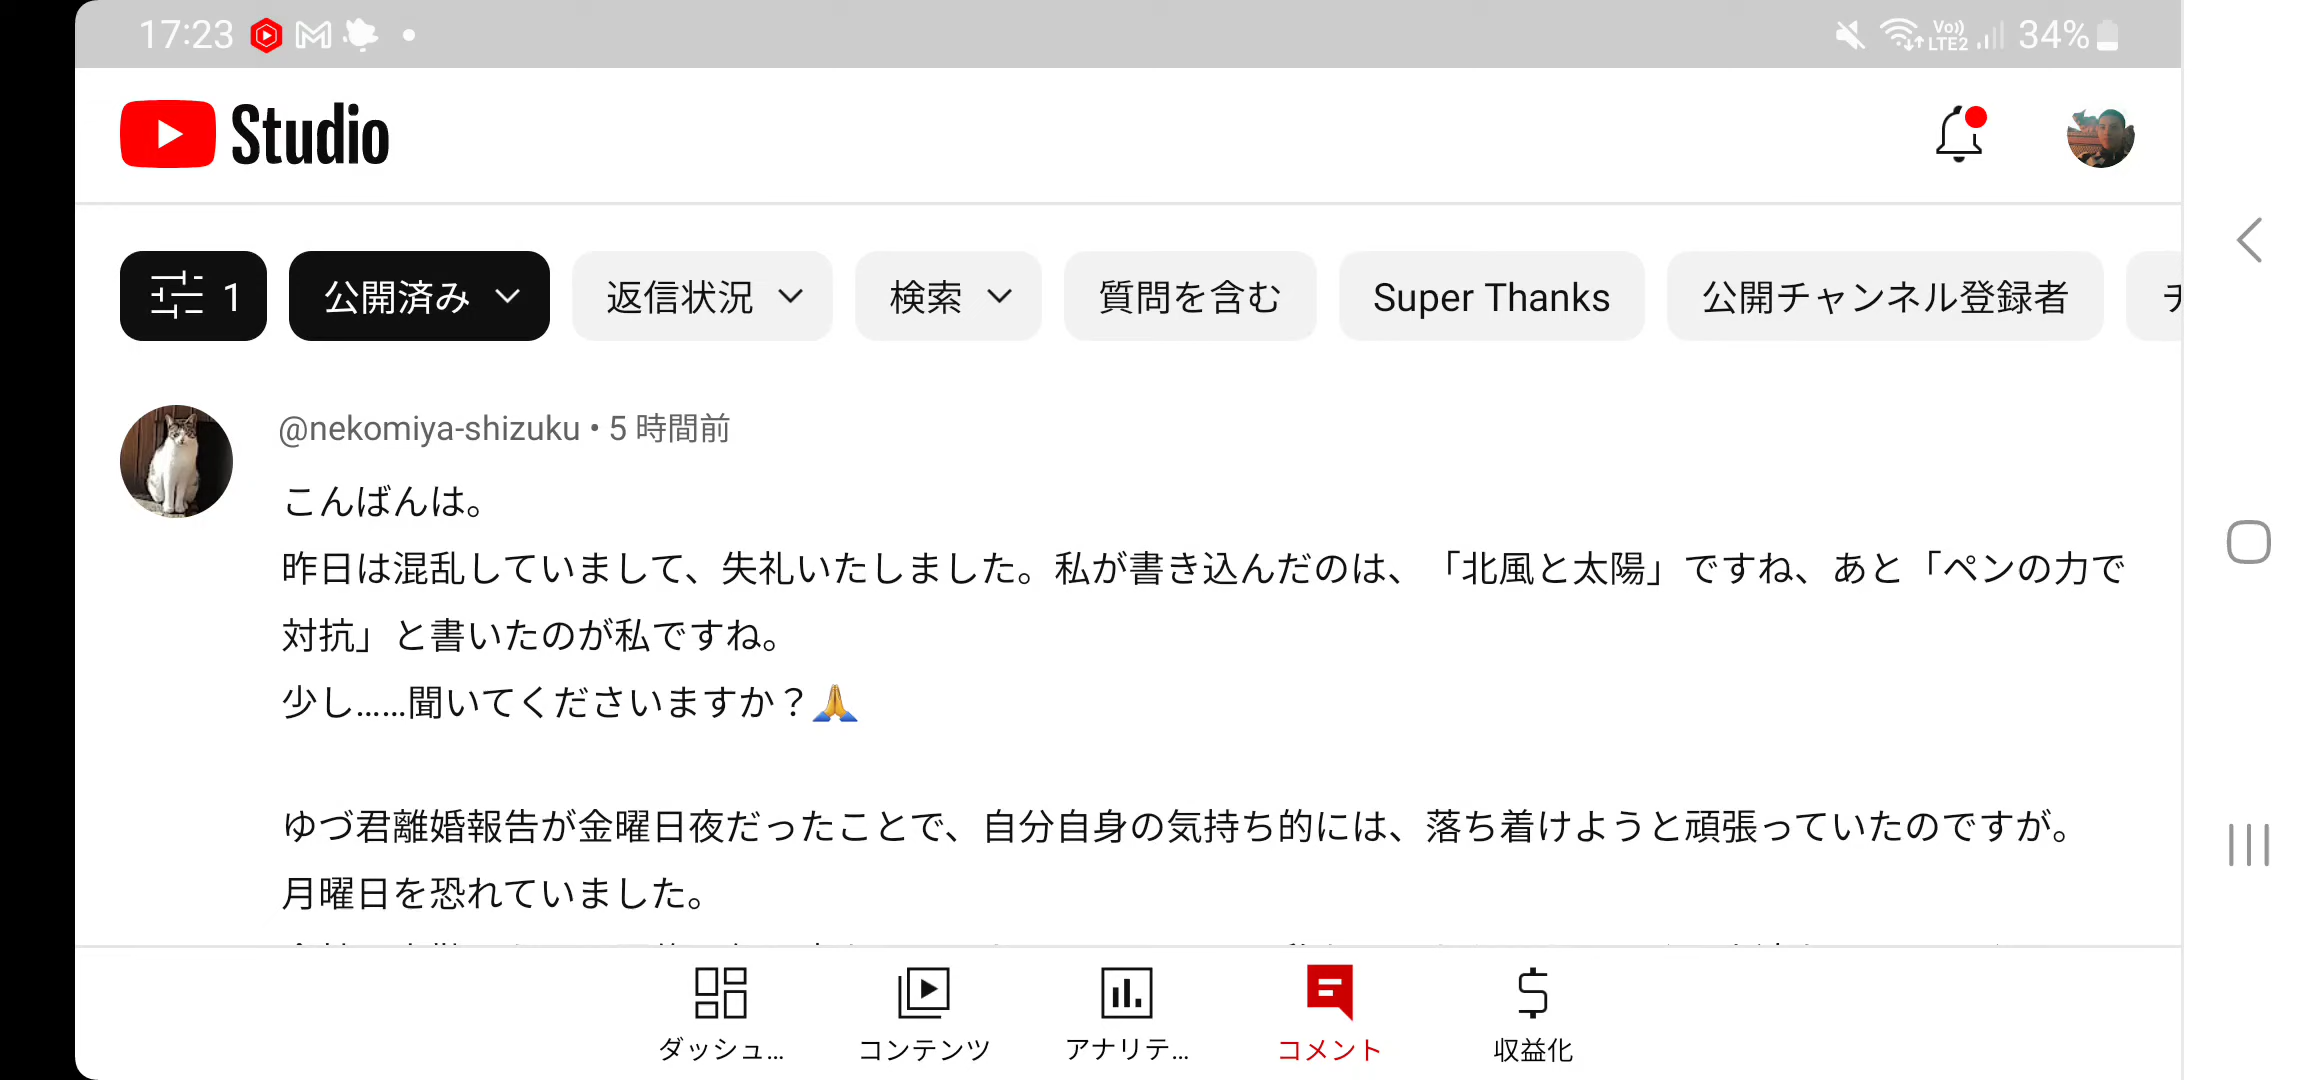 17:23
Vo)) LTE2 34%
Studio
1 公開済み 返信状況 検索 質問を含む Super Thanks 公開チャンネル登録者
@nekomiya-shizuku • 5 時間前
こんばんは。
昨日は混乱していまして、失礼いたしました。私が書き込んだのは、「北風と太陽」ですね、あと「ペンの力で
対抗」と書いたのが私ですね。
少し……聞いてくださいますか？🙏
ゆづ君離婚報告が金曜日夜だったことで、自分自身の気持ち的には、落ち着けようと頑張っていたのですが。
月曜日を恐れていました。
ダッシュ... コンテンツ アナリテ... コメント 収益化